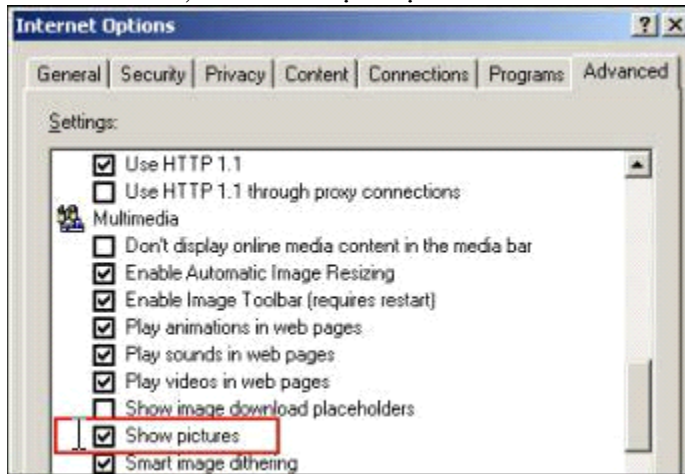 Internet Options
General Security Privacy Content Connections Programs Advanced
Settings:
Use HTTP 1.1
Use HTTP 1.1 through proxy connections
Multimedia
Don't display online media content in the media bar
Enable Automatic Image Resizing
Enable Image Toolbar (requires restart)
Play animations in web pages
Play sounds in web pages
Play videos in web pages
Show image download placeholders
Show pictures
Smart image dithering